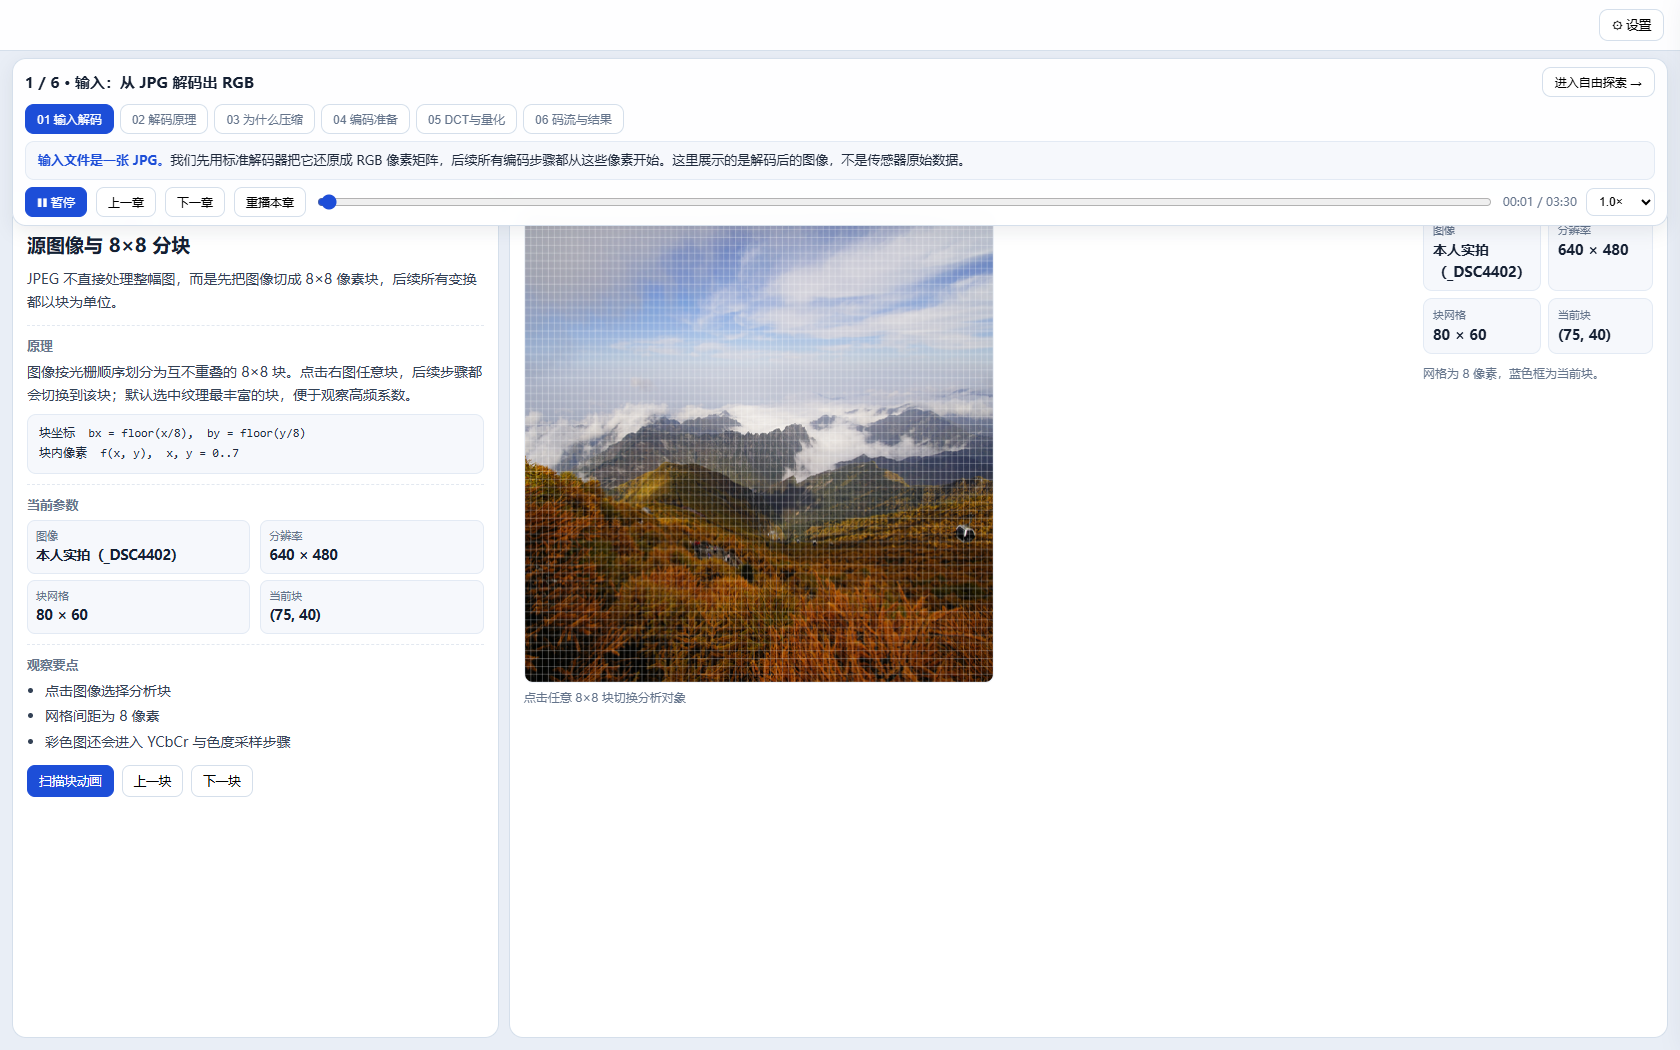 ⚙ 设置
1 / 6 • 输入：从 JPG 解码出 RGB
进入自由探索 →
01 输入解码
02 解码原理
03 为什么压缩
04 编码准备
05 DCT与量化
06 码流与结果
输入文件是一张 JPG。我们先用标准解码器把它还原成 RGB 像素矩阵，后续所有编码步骤都从这些像素开始。这里展示的是解码后的图像，不是传感器原始数据。
暂停
上一章
下一章
重播本章
00:01 / 03:30
1.0×
源图像与 8×8 分块
JPEG 不直接处理整幅图，而是先把图像切成 8×8 像素块，后续所有变换
都以块为单位。
原理
图像按光栅顺序划分为互不重叠的 8×8 块。点击右图任意块，后续步骤都
会切换到该块；默认选中纹理最丰富的块，便于观察高频系数。
块坐标 bx = floor(x/8), by = floor(y/8)
块内像素 f(x, y), x, y = 0..7
当前参数
图像
本人实拍（_DSC4402）
分辨率
640 × 480
块网格
80 × 60
当前块
(75, 40)
观察要点
• 点击图像选择分析块
• 网格间距为 8 像素
• 彩色图还会进入 YCbCr 与色度采样步骤
扫描块动画
上一块
下一块
点击任意 8×8 块切换分析对象
图像
本人实拍
（_DSC4402）
分辨率
640 × 480
块网格
80 × 60
当前块
(75, 40)
网格为 8 像素，蓝色框为当前块。